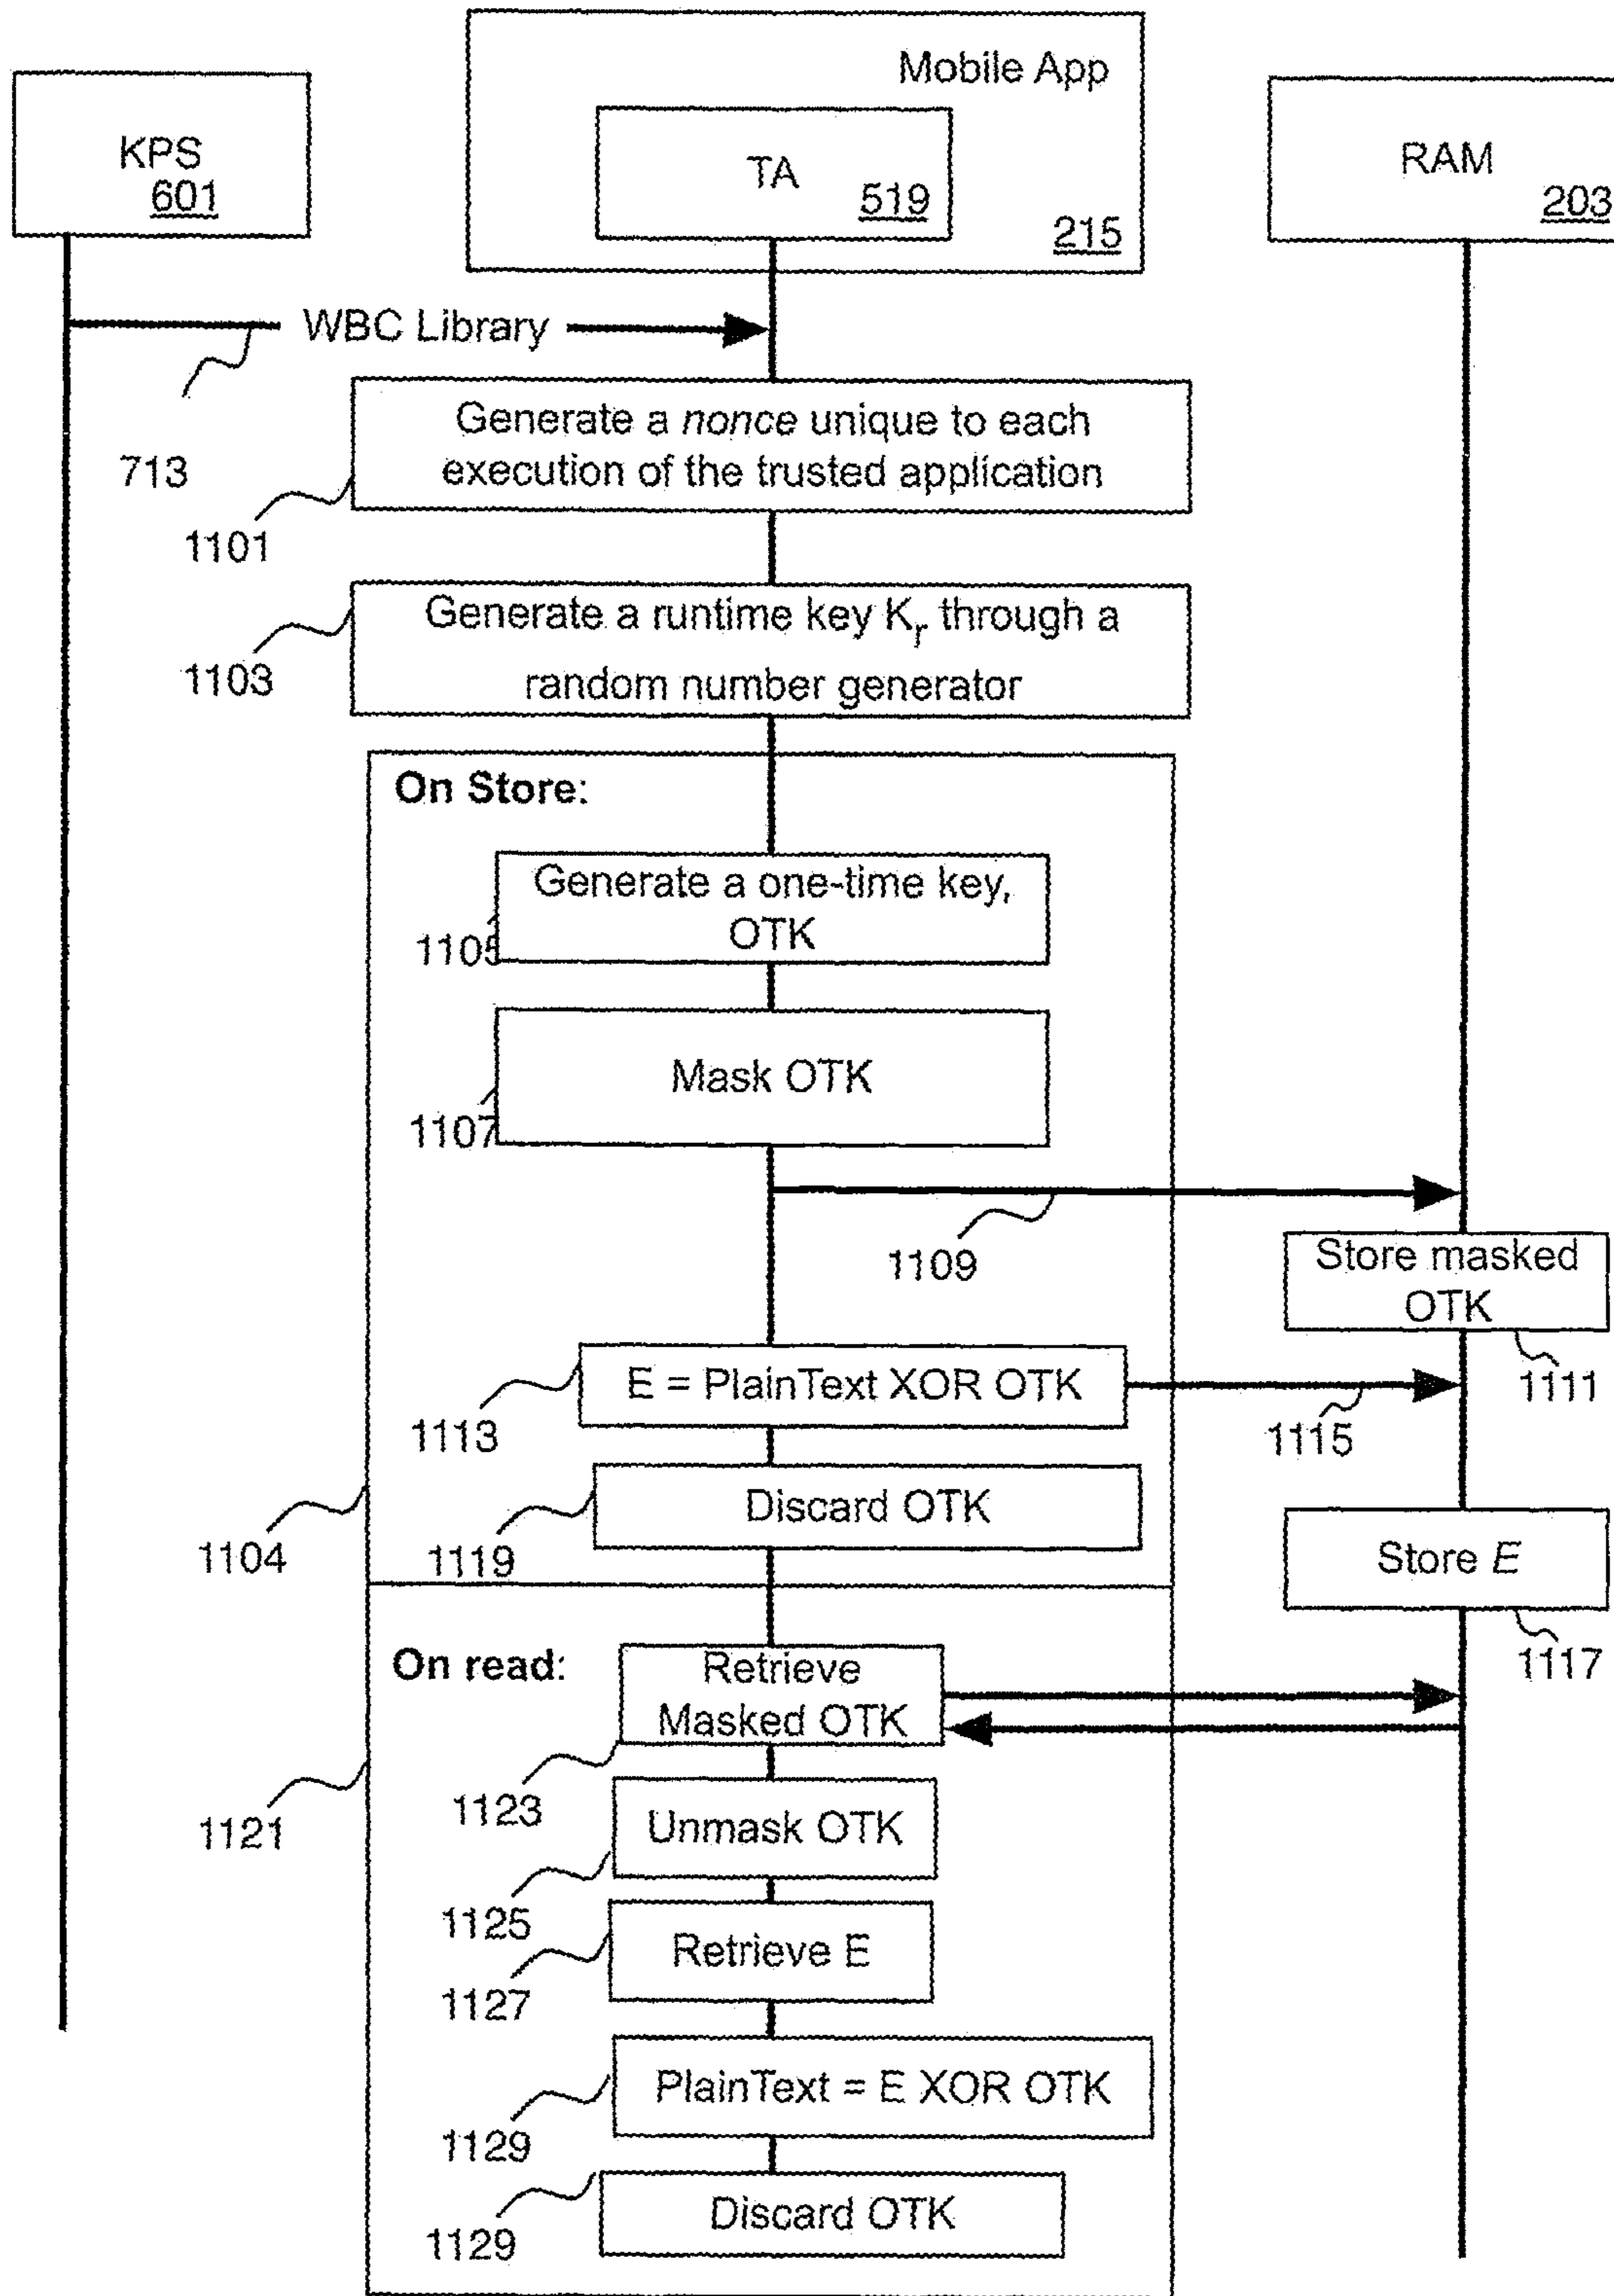 Mobile App
KPS
601
TA
519
215
RAM
203
WBC Library
713
Generate a nonce unique to each
execution of the trusted application
1101
Generate a runtime key Kr through a
random number generator
1103
On Store:
Generate a one-time key,
OTK
1105
Mask OTK
1107
1109
Store masked
OTK
1111
E = PlainText XOR OTK
1113
1115
Discard OTK
1104
1119
Store E
1117
On read:
Retrieve
Masked OTK
1123
1121
Unmask OTK
1125
Retrieve E
1127
PlainText = E XOR OTK
1129
Discard OTK
1129